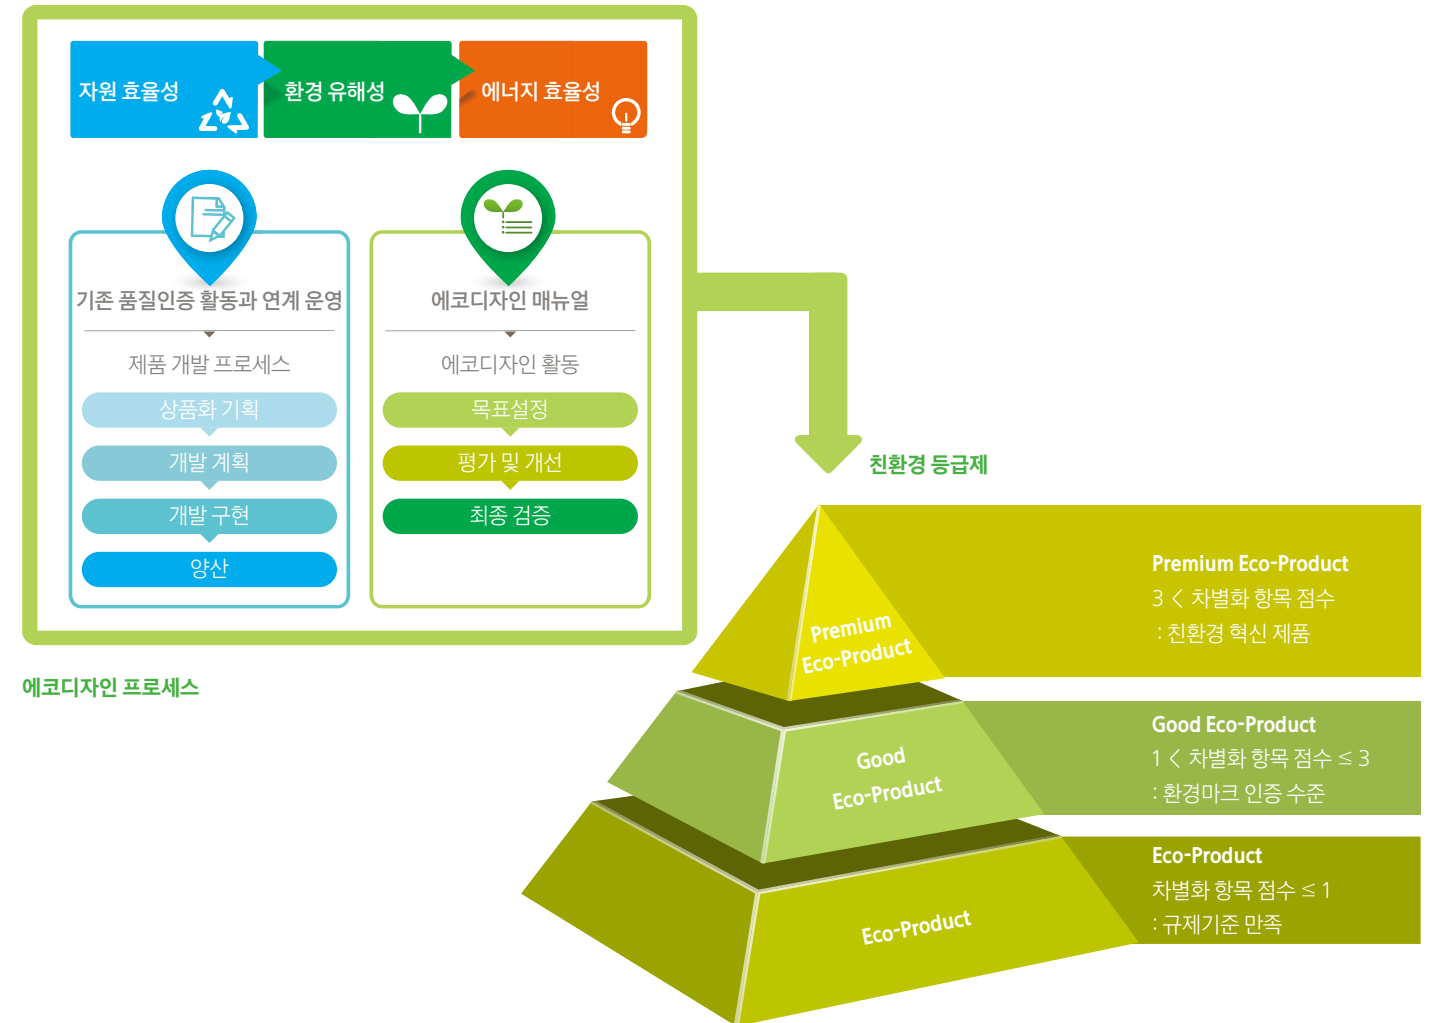 자원 효율성
환경 유해성
에너지 효율성
기존 품질인증 활동과 연계 운영
제품 개발 프로세스
상품화 기획
개발 계획
개발 구현
양산
에코디자인 매뉴얼
에코디자인 활동
목표설정
평가 및 개선
최종 검증
에코디자인 프로세스
친환경 등급제
Premium
Eco-Product
Good
Eco-Product
Eco-Product
Premium Eco-Product
3 < 차별화 항목 점수
: 친환경 혁신 제품
Good Eco-Product
1 < 차별화 항목 점수 ≤ 3
: 환경마크 인증 수준
Eco-Product
차별화 항목 점수 ≤ 1
: 규제기준 만족